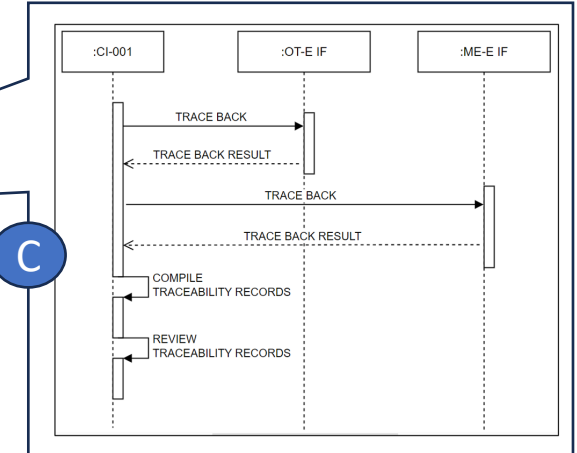 :CI-001
:OT-E IF
:ME-E IF
TRACE BACK
TRACE BACK RESULT
TRACE BACK
TRACE BACK RESULT
C
COMPILE
TRACEABILITY RECORDS
REVIEW
TRACEABILITY RECORDS